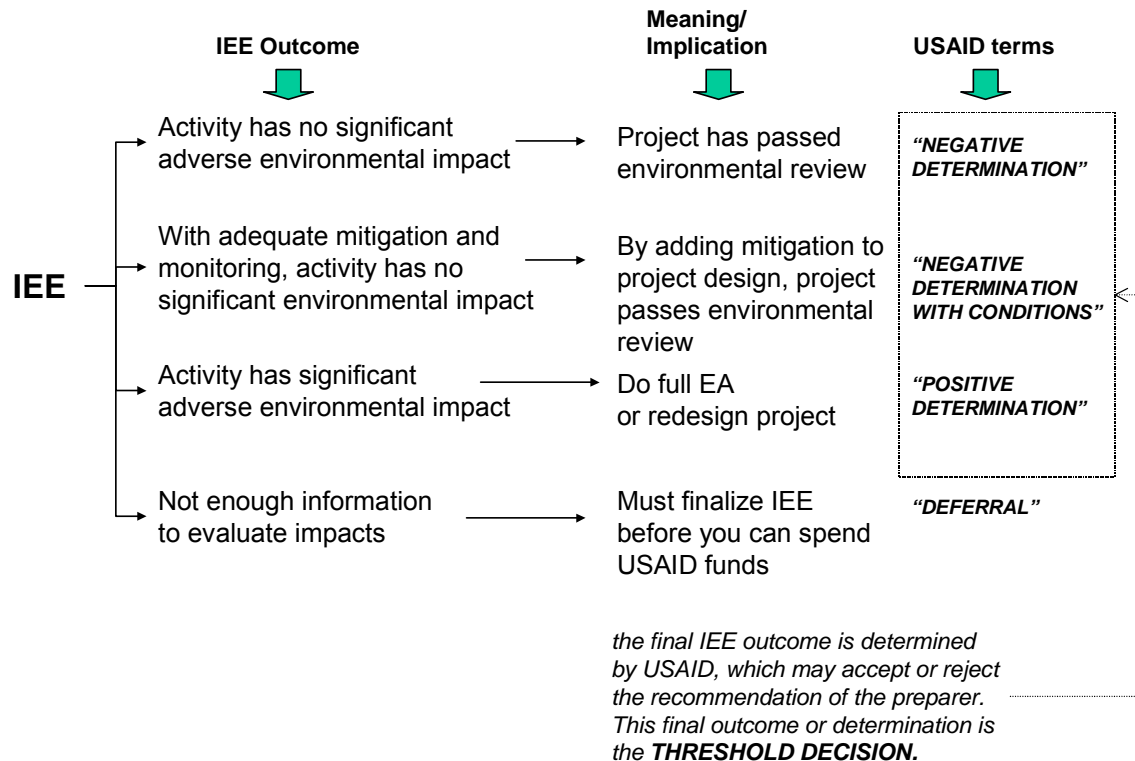 IEE Outcome
Meaning/
Implication
USAID terms
IEE
Activity has no significant
adverse environmental impact
Project has passed
environmental review
“NEGATIVE
DETERMINATION”
With adequate mitigation and
monitoring, activity has no
significant environmental impact
By adding mitigation to
project design, project
passes environmental
review
“NEGATIVE
DETERMINATION
WITH CONDITIONS”
Activity has significant
adverse environmental impact
Do full EA
or redesign project
“POSITIVE
DETERMINATION”
Not enough information
to evaluate impacts
Must finalize IEE
before you can spend
USAID funds
“DEFERRAL”
the final IEE outcome is determined
by USAID, which may accept or reject
the recommendation of the preparer.
This final outcome or determination is
the THRESHOLD DECISION.